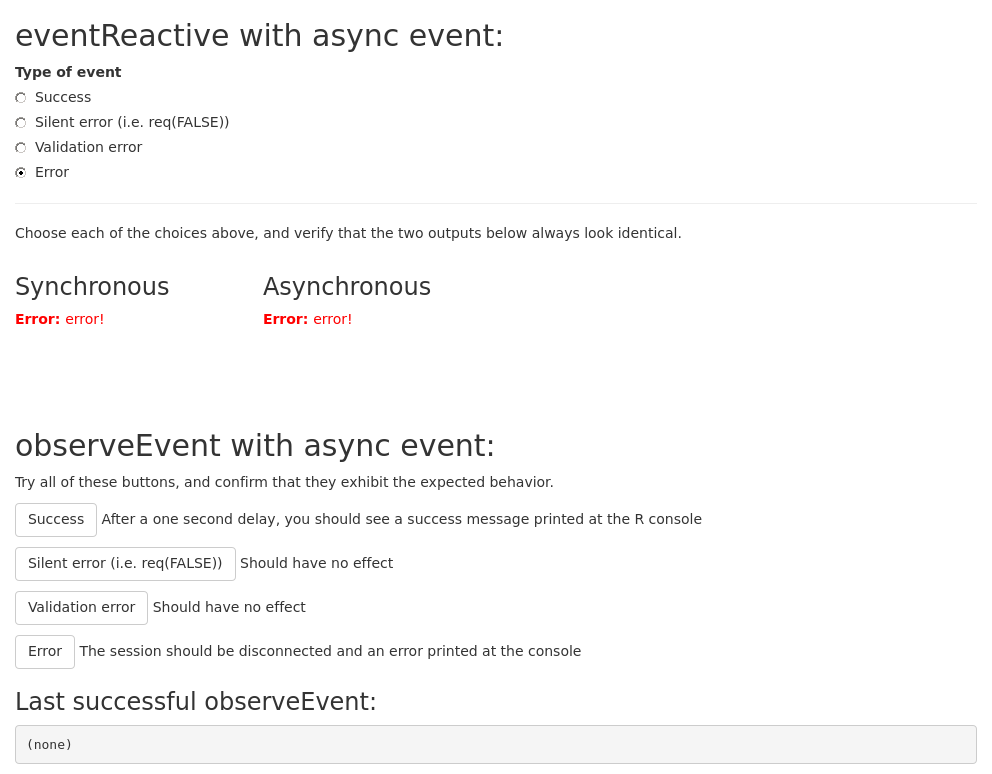 eventReactive with async event:
Type of event
Success
Silent error (i.e. req(FALSE))
Validation error
Error
Choose each of the choices above, and verify that the two outputs below always look identical.
Synchronous
Asynchronous
Error: error!
Error: error!
observeEvent with async event:
Try all of these buttons, and confirm that they exhibit the expected behavior.
Success After a one second delay, you should see a success message printed at the R console
Silent error (i.e. req(FALSE)) Should have no effect
Validation error Should have no effect
Error The session should be disconnected and an error printed at the console
Last successful observeEvent:
(none)